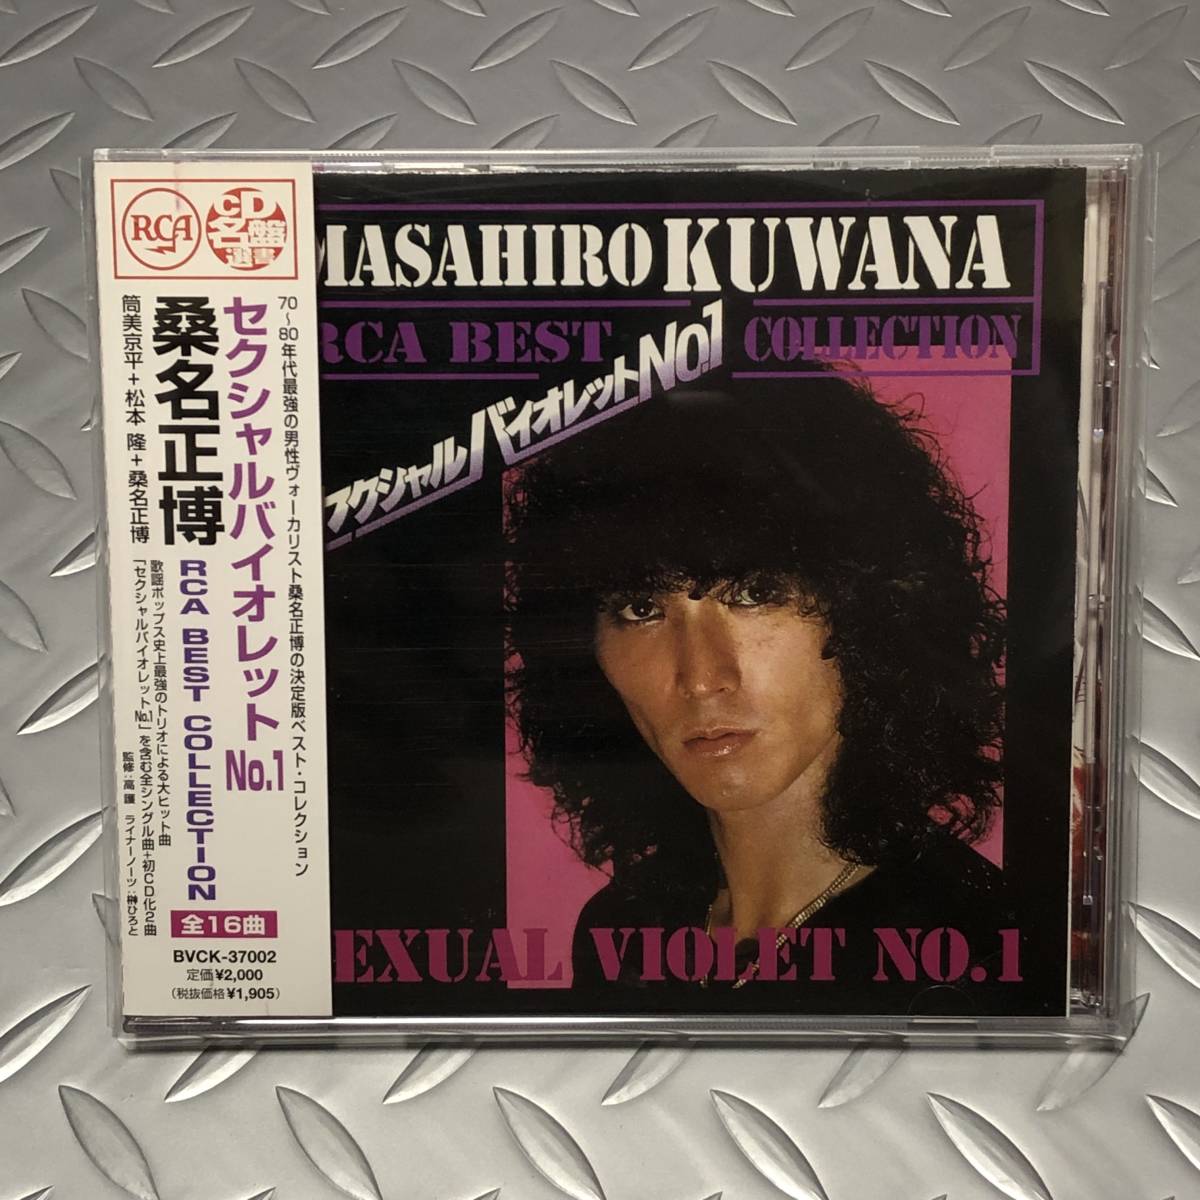 RCA
CD
名盤
選書
70~80年代最強の男性ヴォーカリスト桑名正博の決定版ベスト・コレクション
セクシャルバイオレットNo.1
桑名正博
RCA BEST COLLECTION
筒美京平+松本 隆+桑名正博
歌謡ポップス史上最強のトリオによる大ヒット曲
「セクシャルバイオレットNo.1」を含む全シングル曲+初CD化2曲
監修:高 護 ライナーノーツ:榊ひろと
全16曲
BVCK-37002
定価¥2,000
(税抜価格¥1,905)
MASAHIRO KUWANA
RCA BEST COLLECTION
セクシャルバイオレットNo.1
EXUAL VIOLET NO.1